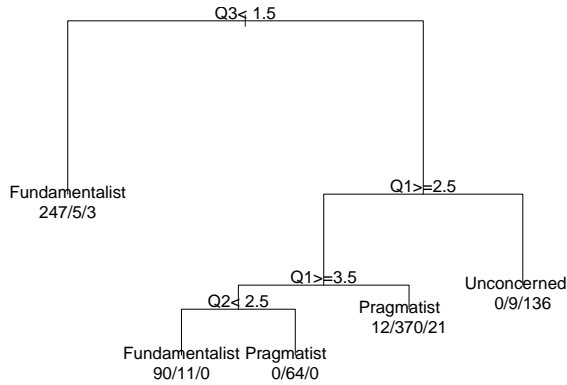 Q3< 1.5
Fundamentalist
247/5/3
Q1>=2.5
Q1>=3.5
Unconcerned
0/9/136
Q2< 2.5
Pragmatist
12/370/21
Fundamentalist
90/11/0
Pragmatist
0/64/0